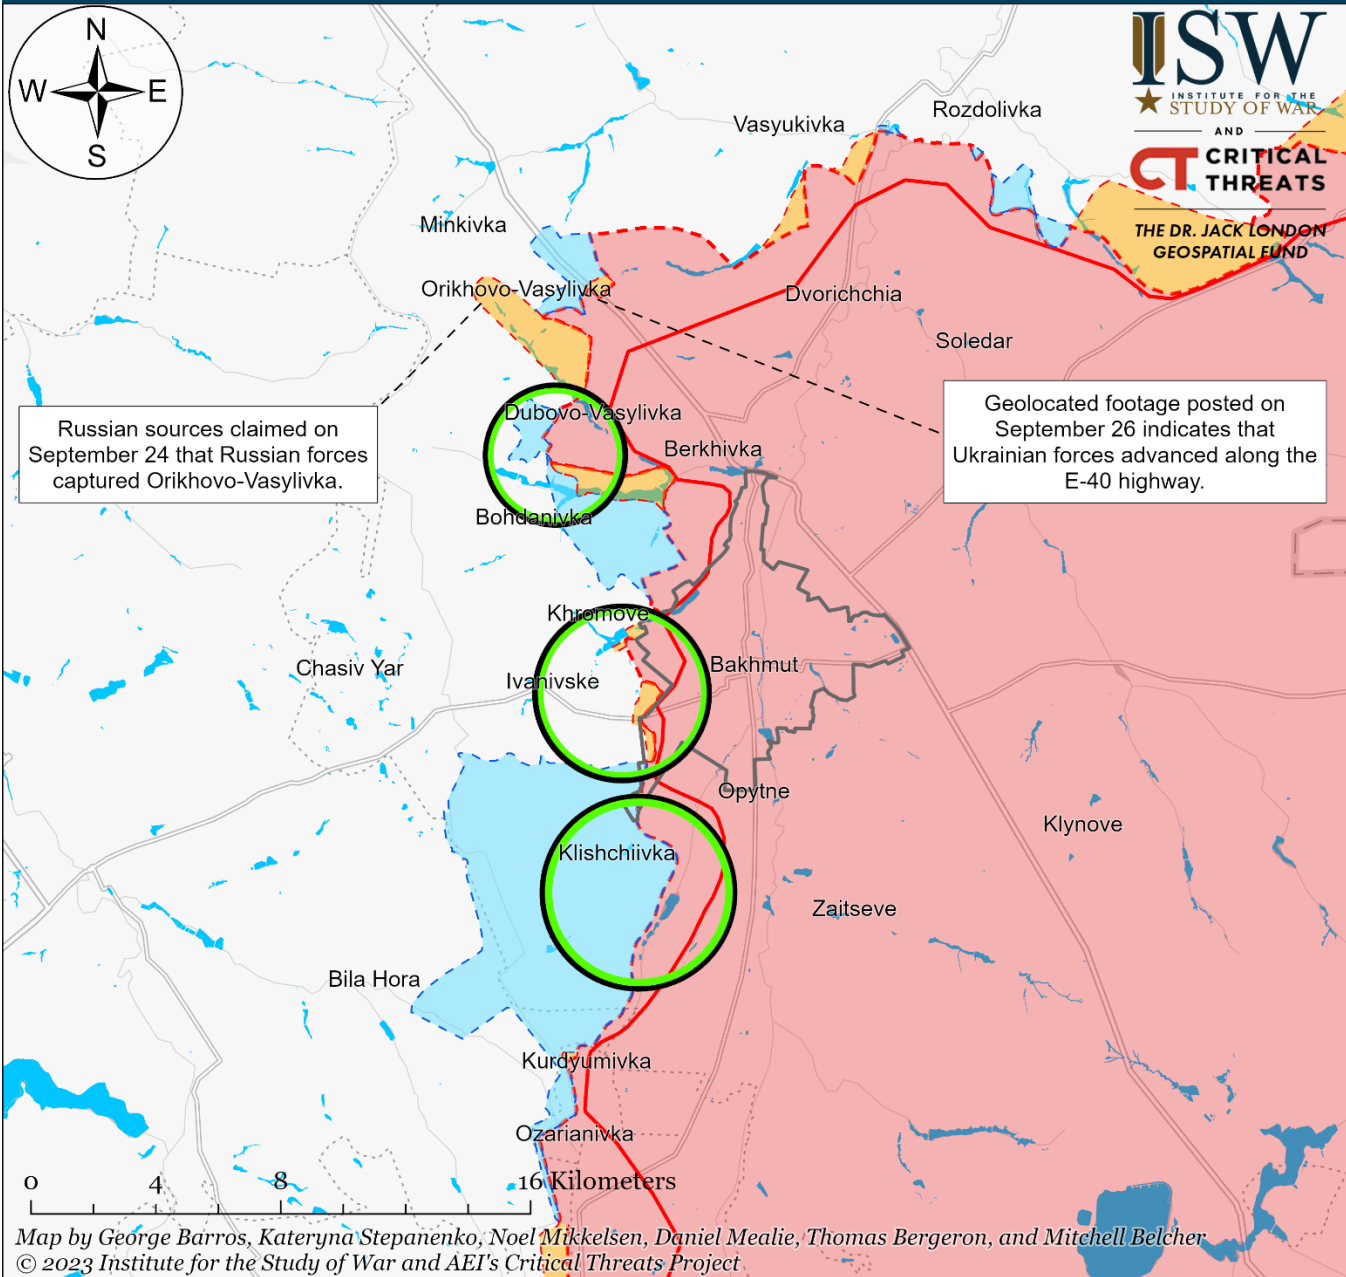 N
W
E
S
ISW
INSTITUTE FOR THE
STUDY OF WAR
AND
CT
CRITICAL
THREATS
THE DR. JACK LONDON
GEOSPATIAL FUND
Rozdolivka
Vasyukivka
Minkivka
Orikhovo-Vasylivka
Dvorichchia
Soledar
Russian sources claimed on
September 24 that Russian forces
captured Orikhovo-Vasylivka.
Geolocated footage posted on
September 26 indicates that
Ukrainian forces advanced along the
E-40 highway.
Dubovo-Vasylivka
Berkhivka
Bohdanivka
Khromove
Chasiv Yar
Ivanivske
Bakhmut
Opytne
Klynove
Klishchiivka
Zaitseve
Bila Hora
Kurdyumivka
Ozarianivka
0 4 8 16 Kilometers
Map by George Barros, Kateryna Stepanenko, Noel Mikkelsen, Daniel Mealie, Thomas Bergeron, and Mitchell Belcher
© 2023 Institute for the Study of War and AEI's Critical Threats Project